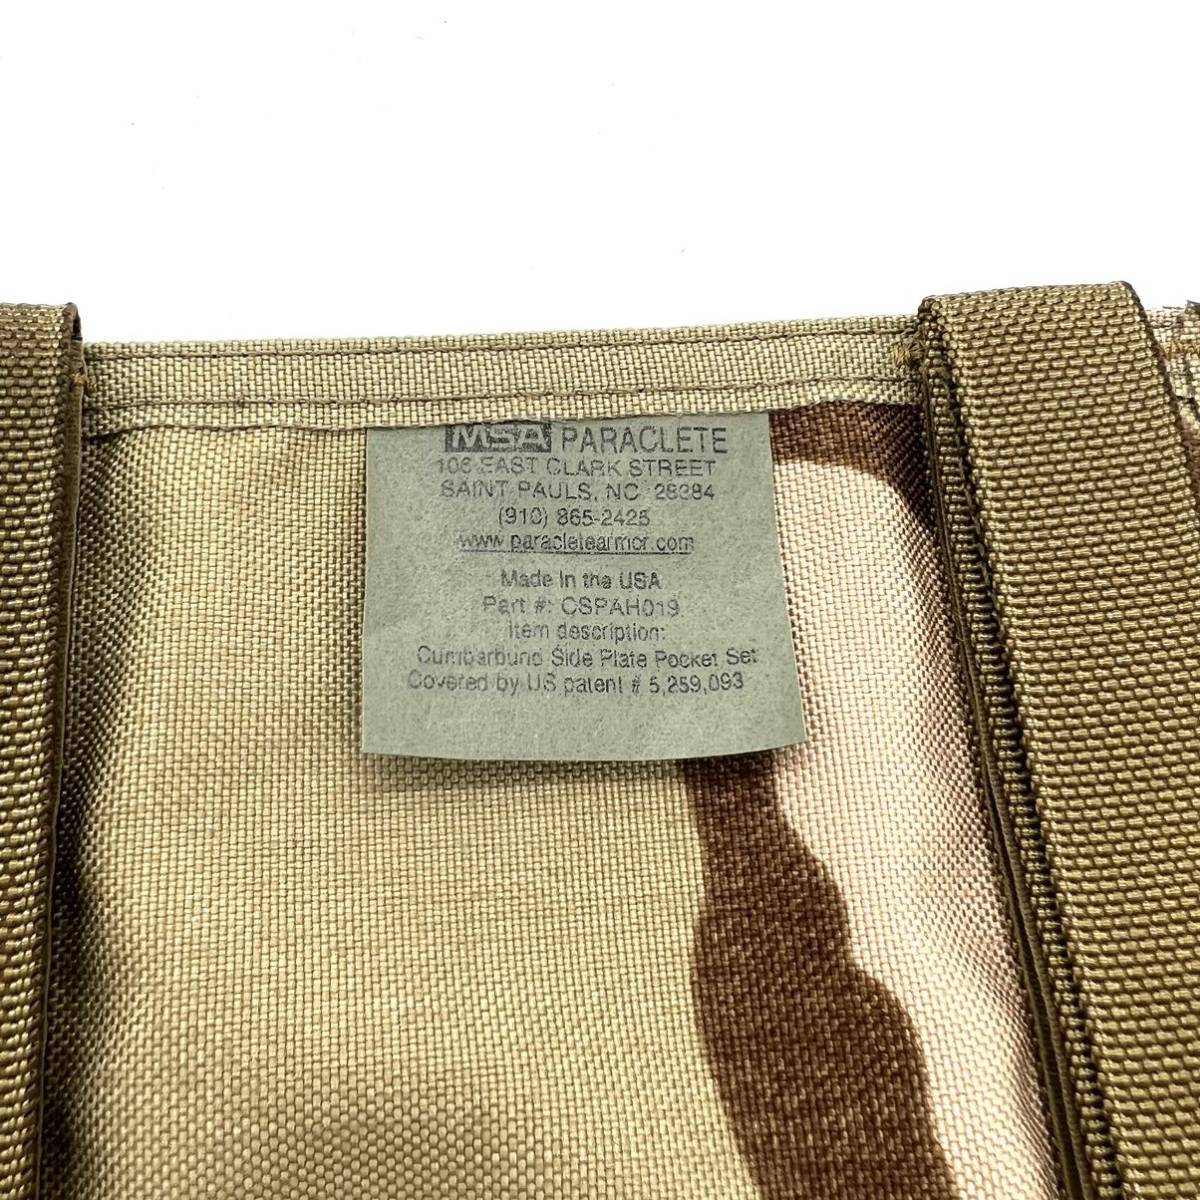 MSA PARACLETE
106 EAST CLARK STREET
SAINT PAULS, NC 28384
(910) 865-2425
www.paracletearmor.com
Made In the USA
Part #: CSPAH019
Item description:
Cumbarbund Side Plate Pocket Set
Covered by US patent # 5,259,093